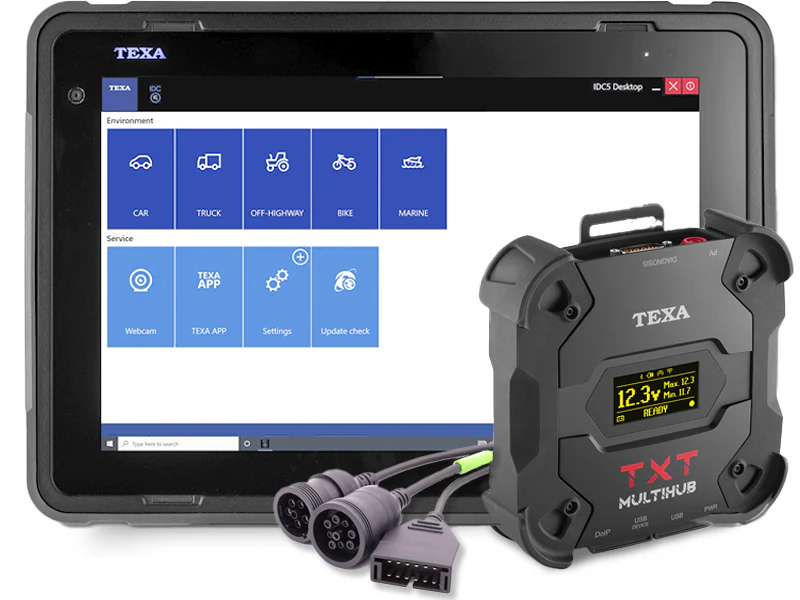 TEXA
TEXA
IDC
IDC5 Desktop
Environment
CAR
TRUCK
OFF-HIGHWAY
BIKE
MARINE
Service
TEXA
APP
Webcam
TEXA APP
Settings
Update check
Type here to search
DIAGNOSIS
PV
TEXA
12.3v
Max. 12.3
Min. 11.7
READY
TXT
MULTIHUB
DoIP
USB
DEVICE
USB
PWR